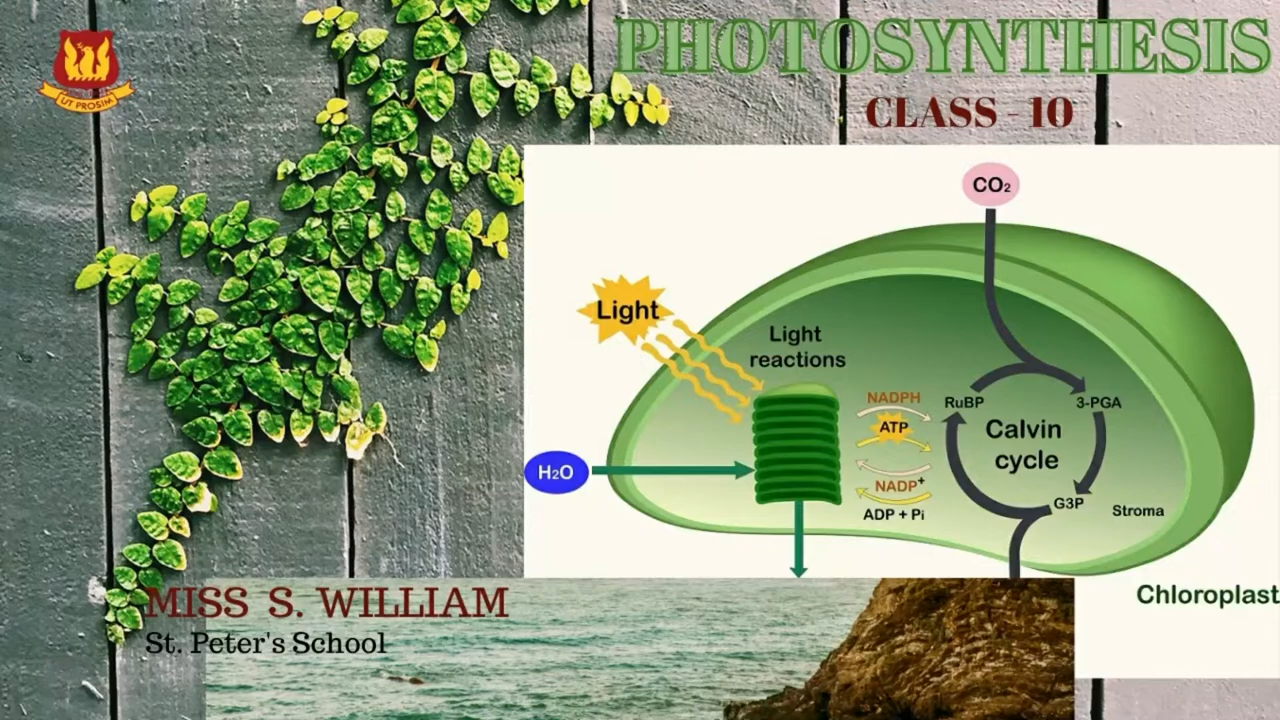 PHOTOSYNTHESIS
CLASS - 10
UT PROSIM
CO₂
Light
Light
reactions
NADPH
ATP
NADP⁺
ADP + Pi
RuBP
3-PGA
Calvin
cycle
G3P
Stroma
H₂O
Chloroplast
MISS S. WILLIAM
St. Peter's School